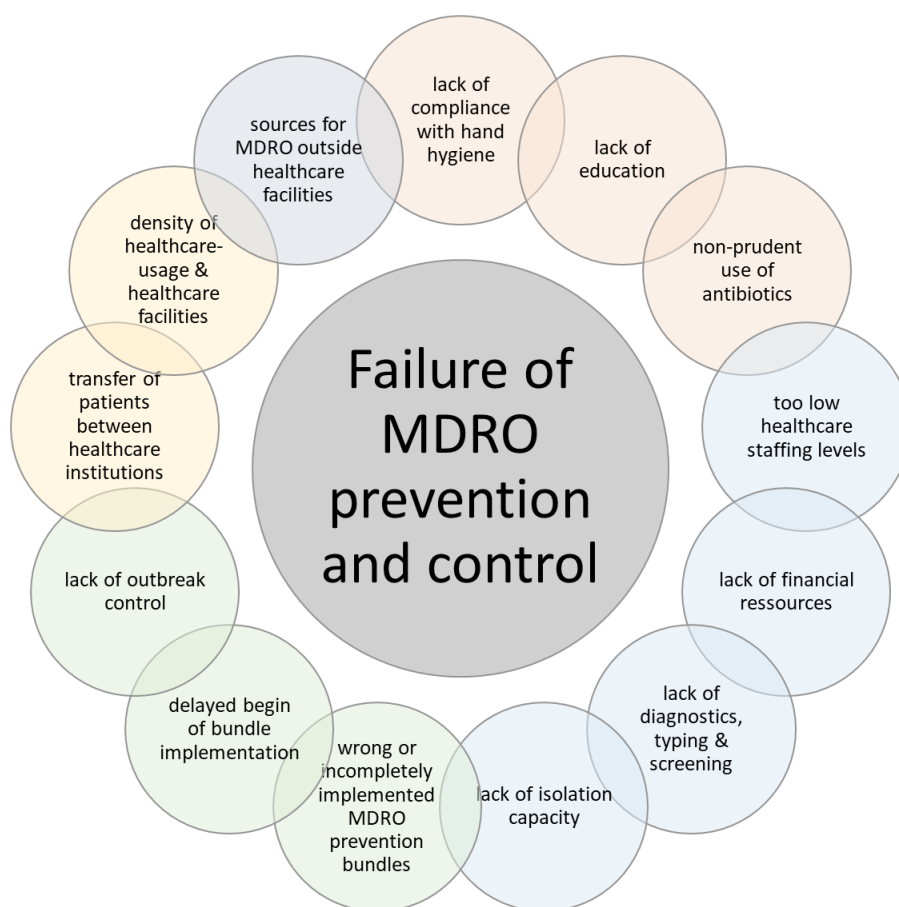 Failure of
MDRO
prevention
and control
lack of
compliance
with hand
hygiene
lack of
education
non-prudent
use of
antibiotics
too low
healthcare
staffing levels
lack of financial
ressources
lack of
diagnostics,
typing &
screening
lack of isolation
capacity
wrong or
incompletely
implemented
MDRO
prevention
bundles
delayed begin
of bundle
implementation
lack of outbreak
control
transfer of
patients
between
healthcare
institutions
density of
healthcare-
usage &
healthcare
facilities
sources for
MDRO outside
healthcare
facilities